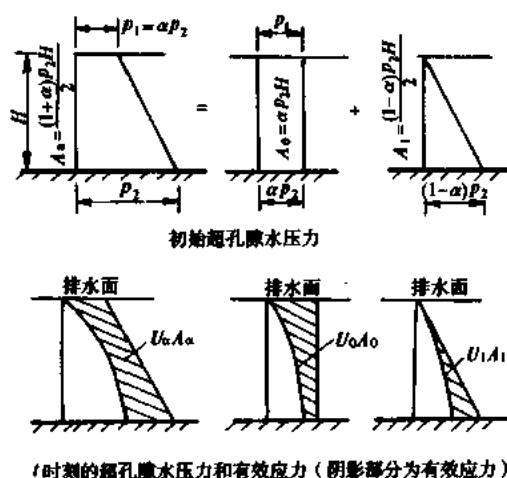 p₁=αp₂
H
Aₐ=(1+α)p₂H/2
p₂
=
p₁
A₀=αp₂H
αp₂
+
A₁=(1-α)p₂H/2
(1-α)p₂
初始超孔隙水压力
排水面
UₐAₐ
排水面
U₀A₀
排水面
U₁A₁
t时刻的超孔隙水压力和有效应力（阴影部分为有效应力）